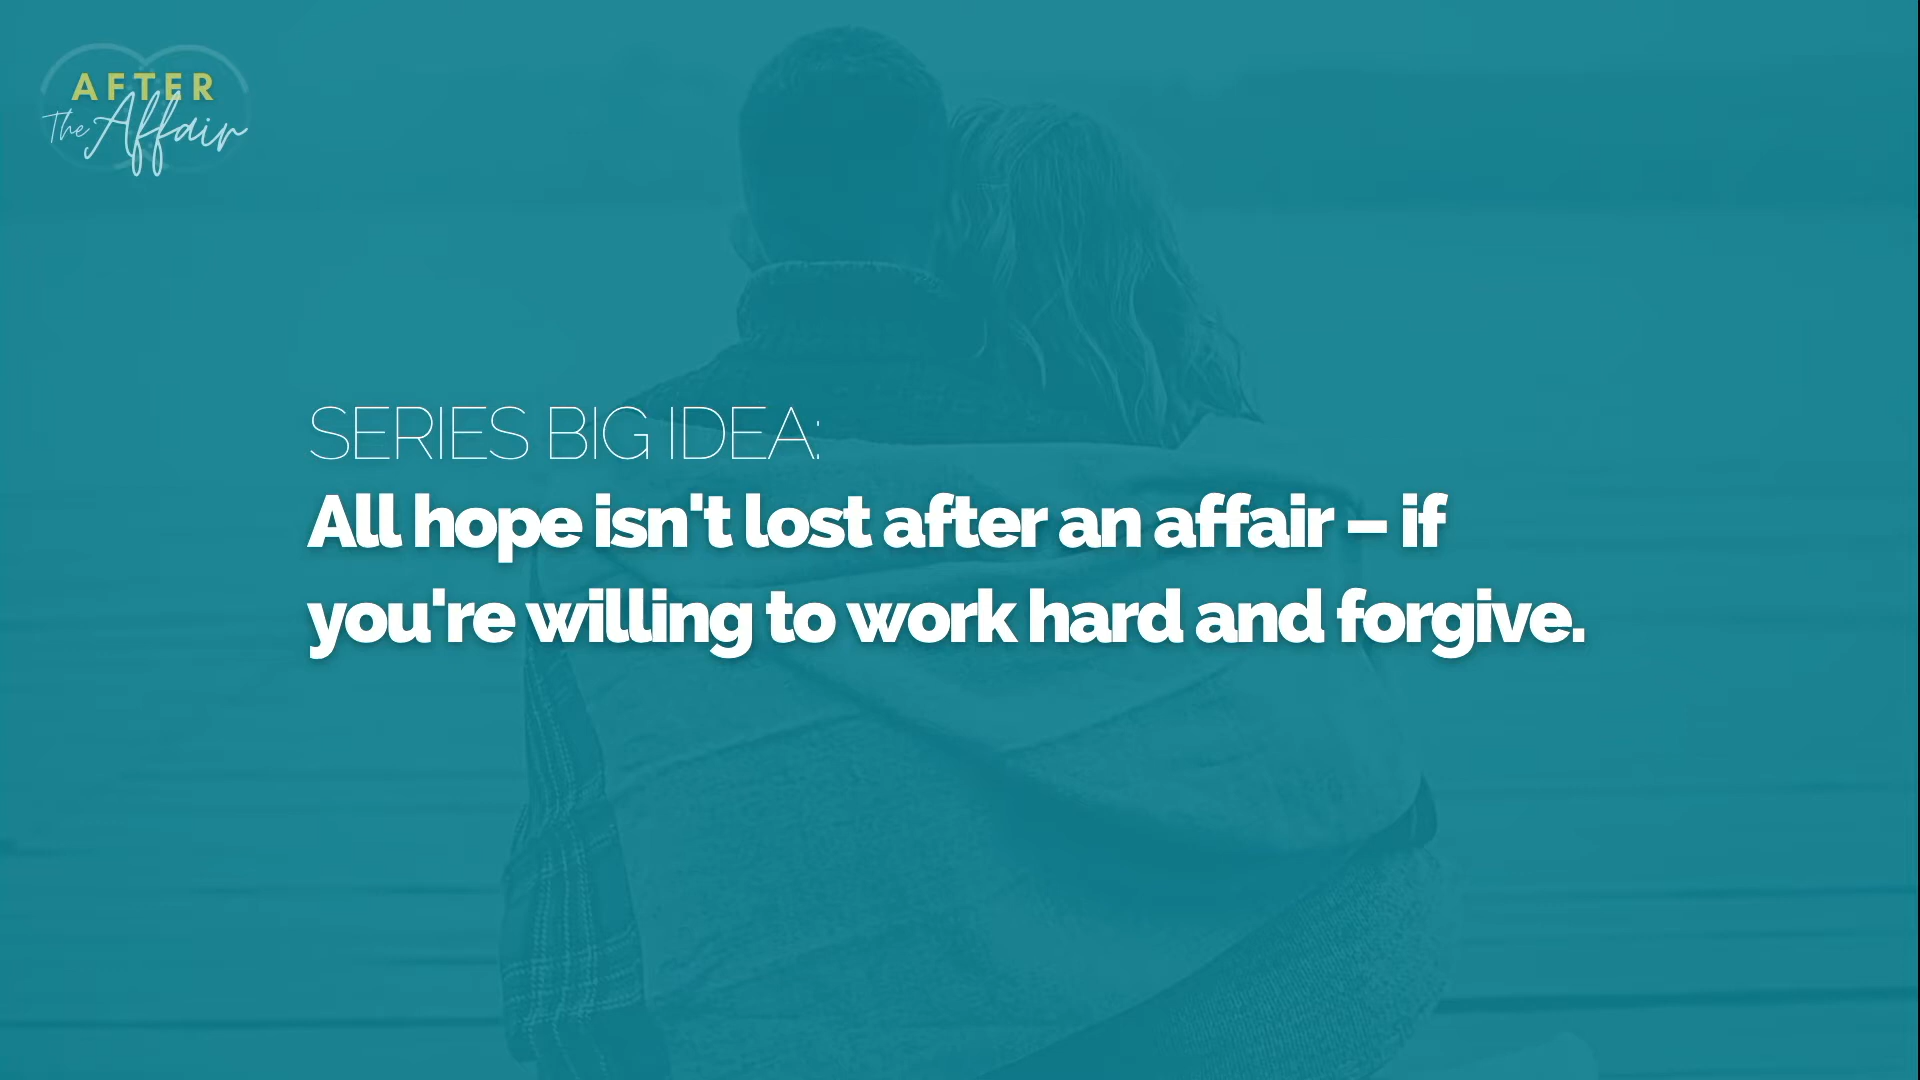 AFTER
The Affair
SERIES BIG IDEA:
All hope isn't lost after an affair – if
you're willing to work hard and forgive.